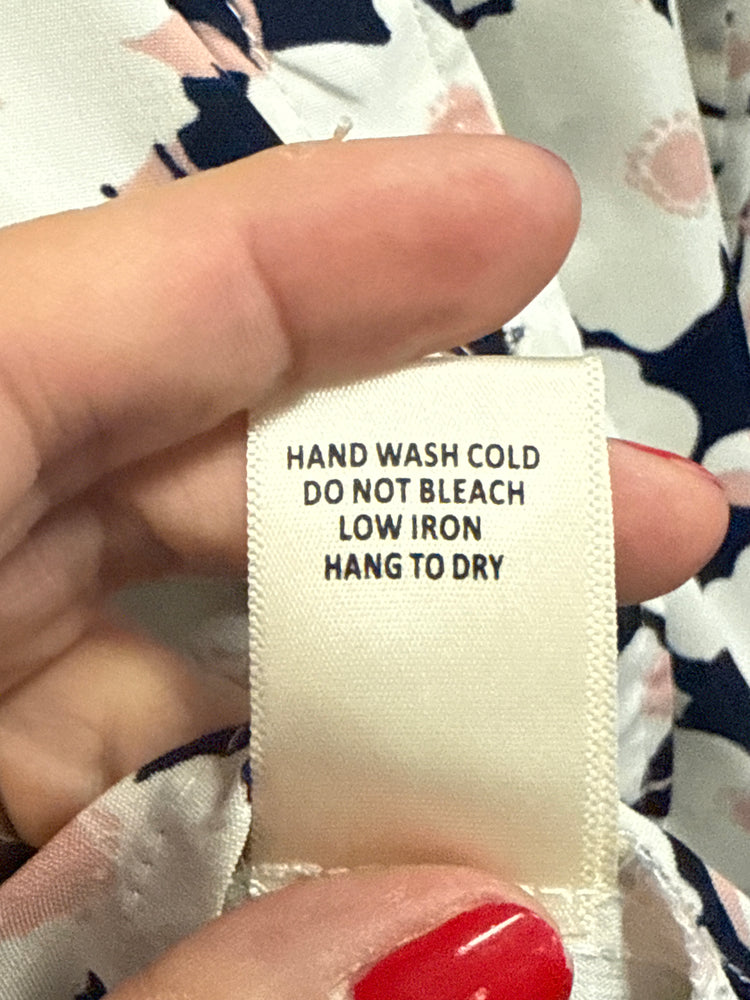 HAND WASH COLD
DO NOT BLEACH
LOW IRON
HANG TO DRY